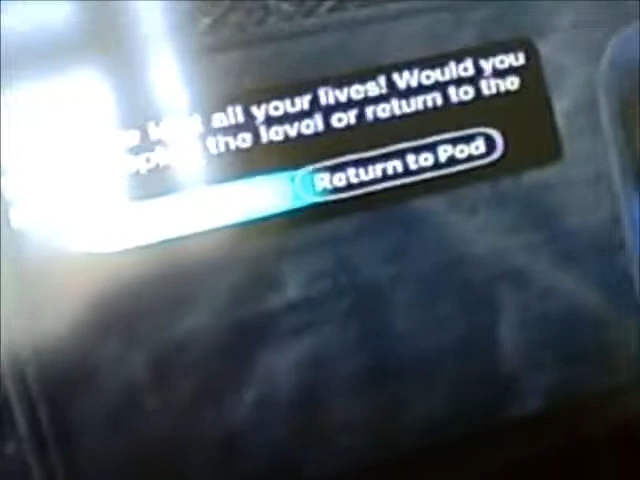 all your lives! Would you
the level or return to the
Return to Pod